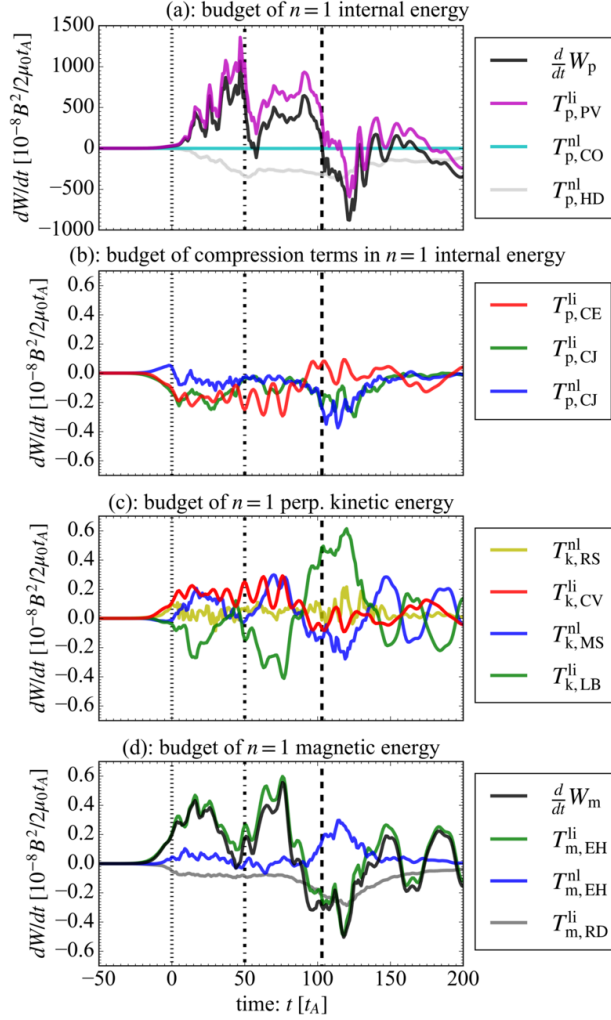 (a): budget of n = 1 internal energy
dW/dt [10⁻⁸B²/2μ₀t_A]
1500
1000
500
0
−500
−1000
d/dt W_p
T^li_p,PV
T^nl_p,CO
T^nl_p,HD
(b): budget of compression terms in n = 1 internal energy
dW/dt [10⁻⁸B²/2μ₀t_A]
0.6
0.4
0.2
0.0
−0.2
−0.4
−0.6
T^li_p,CE
T^li_p,CJ
T^nl_p,CJ
(c): budget of n = 1 perp. kinetic energy
dW/dt [10⁻⁸B²/2μ₀t_A]
0.6
0.4
0.2
0.0
−0.2
−0.4
−0.6
T^nl_k,RS
T^li_k,CV
T^nl_k,MS
T^li_k,LB
(d): budget of n = 1 magnetic energy
dW/dt [10⁻⁸B²/2μ₀t_A]
0.6
0.4
0.2
0.0
−0.2
−0.4
−0.6
d/dt W_m
T^li_m,EH
T^nl_m,EH
T^li_m,RD
−50 0 50 100 150 200
time: t [t_A]